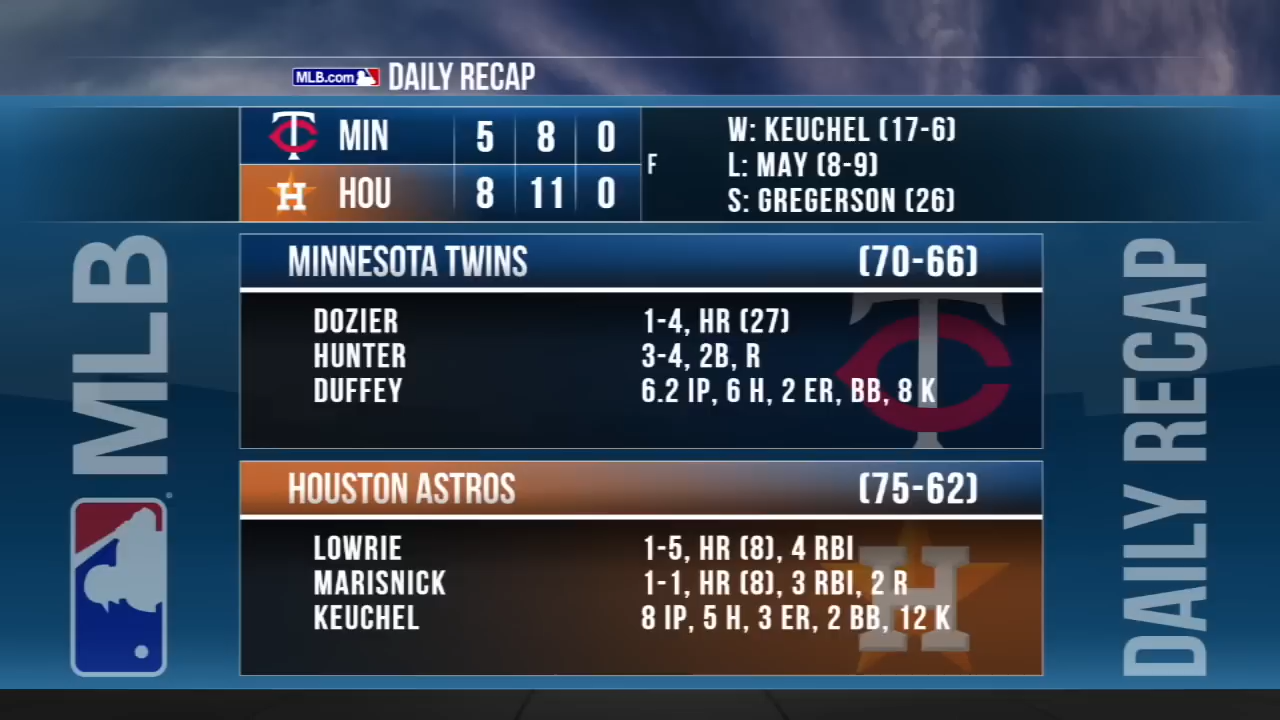 MLB.com DAILY RECAP
MIN 5 8 0
HOU 8 11 0
F
W: KEUCHEL (17-6)
L: MAY (8-9)
S: GREGERSON (26)
MINNESOTA TWINS (70-66)
DOZIER 1-4, HR (27)
HUNTER 3-4, 2B, R
DUFFEY 6.2 IP, 6 H, 2 ER, BB, 8 K
HOUSTON ASTROS (75-62)
LOWRIE 1-5, HR (8), 4 RBI
MARISNICK 1-1, HR (8), 3 RBI, 2 R
KEUCHEL 8 IP, 5 H, 3 ER, 2 BB, 12 K
MLB
DAILY RECAP